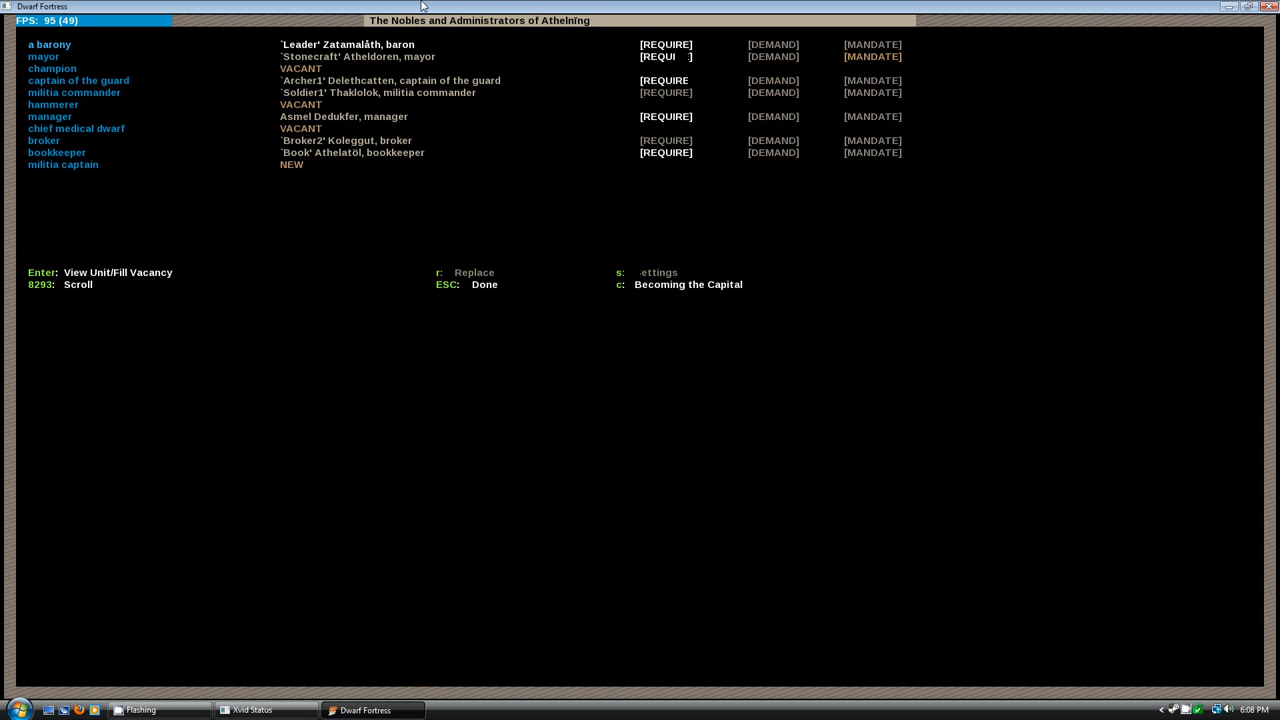 Dwarf Fortress
FPS: 95 (49) The Nobles and Administrators of Athelnîng
a barony `Leader' Zatamalåth, baron [REQUIRE] [DEMAND] [MANDATE]
mayor `Stonecraft' Atheldoren, mayor [REQUI ] [DEMAND] [MANDATE]
champion VACANT
captain of the guard `Archer1' Delethcatten, captain of the guard [REQUIRE [DEMAND] [MANDATE]
militia commander `Soldier1' Thaklolok, militia commander [REQUIRE] [DEMAND] [MANDATE]
hammerer VACANT
manager Asmel Dedukfer, manager [REQUIRE] [DEMAND] [MANDATE]
chief medical dwarf VACANT
broker `Broker2' Koleggut, broker [REQUIRE] [DEMAND] [MANDATE]
bookkeeper `Book' Athelatöl, bookkeeper [REQUIRE] [DEMAND] [MANDATE]
militia captain NEW
Enter: View Unit/Fill Vacancy r: Replace s: ettings
8293: Scroll ESC: Done c: Becoming the Capital
Flashing Xvid Status Dwarf Fortress 6:08 PM